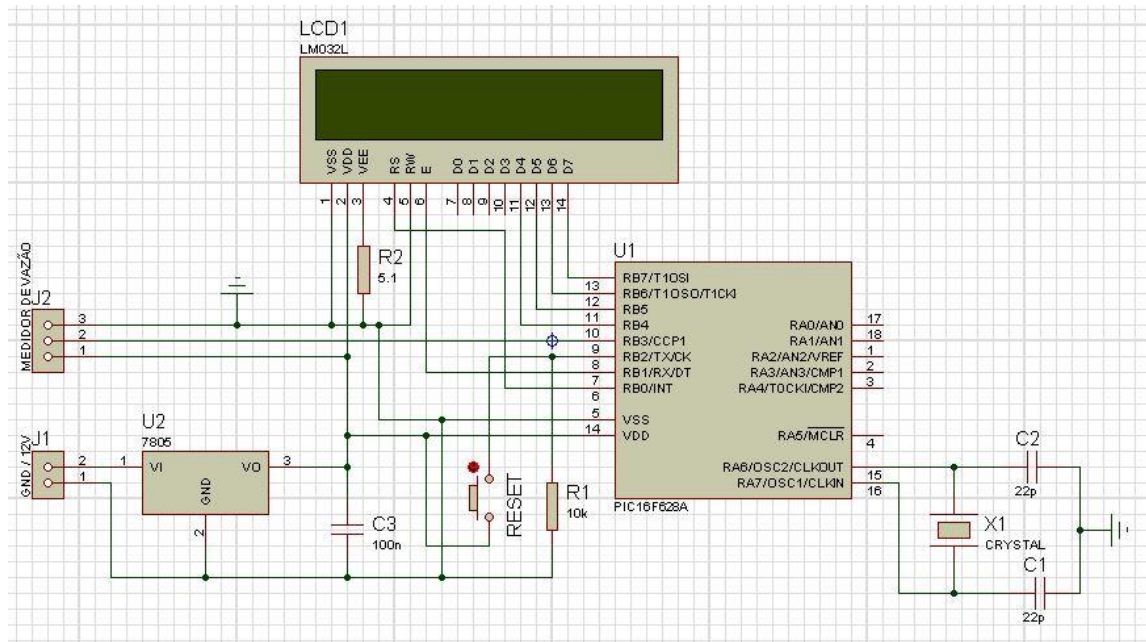 LCD1
LM032L
VSS VDD VEE RS RW E D0 D1 D2 D3 D4 D5 D6 D7
1 2 3 4 5 6 7 8 9 10 11 12 13 14
R2
5.1
MEDIDOR DE VAZÃO
J2
3
2
1
U1
RB7/T1OSI
13 RB6/T1OSO/T1CKI
12 RB5
11 RB4
10 RB3/CCP1
9 RB2/TX/CK
8 RB1/RX/DT
7 RB0/INT
6
5 VSS
14 VDD
RA0/AN0 17
RA1/AN1 18
RA2/AN2/VREF 1
RA3/AN3/CMP1 2
RA4/T0CKI/CMP2 3
RA5/MCLR 4
RA6/OSC2/CLKOUT 15
RA7/OSC1/CLKIN 16
PIC16F628A
J1
GND / 12V
2
1
U2
7805
1 VI VO 3
GND
2
C3
100n
RESET
R1
10k
C2
22p
X1
CRYSTAL
C1
22p